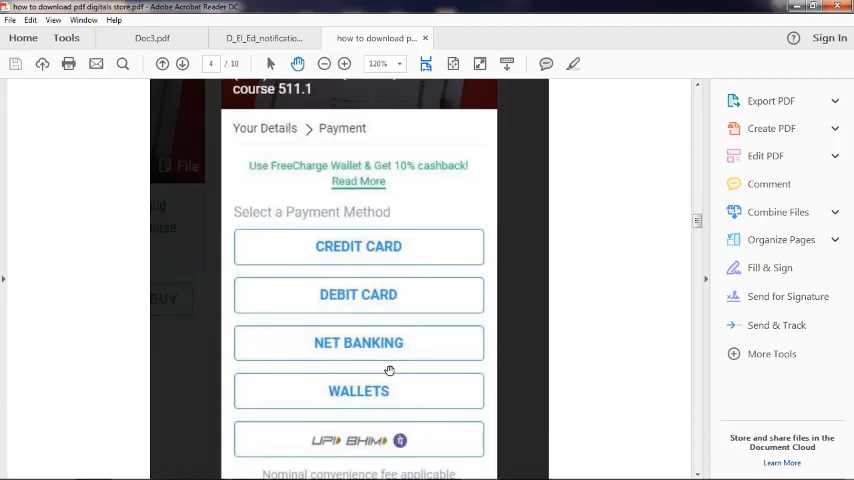 how to download pdf digitals store.pdf - Adobe Acrobat Reader DC
File Edit View Window Help
Home Tools Doc3.pdf D_El_Ed_notificatio... how to download p... × ? Sign In
4 / 10 120%
course 511.1
Your Details > Payment
File
Use FreeCharge Wallet & Get 10% cashback!
Read More
Select a Payment Method
CREDIT CARD
DEBIT CARD
BUY
NET BANKING
WALLETS
UPI BHIM पे
Nominal convenience fee applicable
Export PDF
Create PDF
Edit PDF
Comment
Combine Files
Organize Pages
Fill & Sign
Send for Signature
Send & Track
More Tools
Store and share files in the
Document Cloud
Learn More